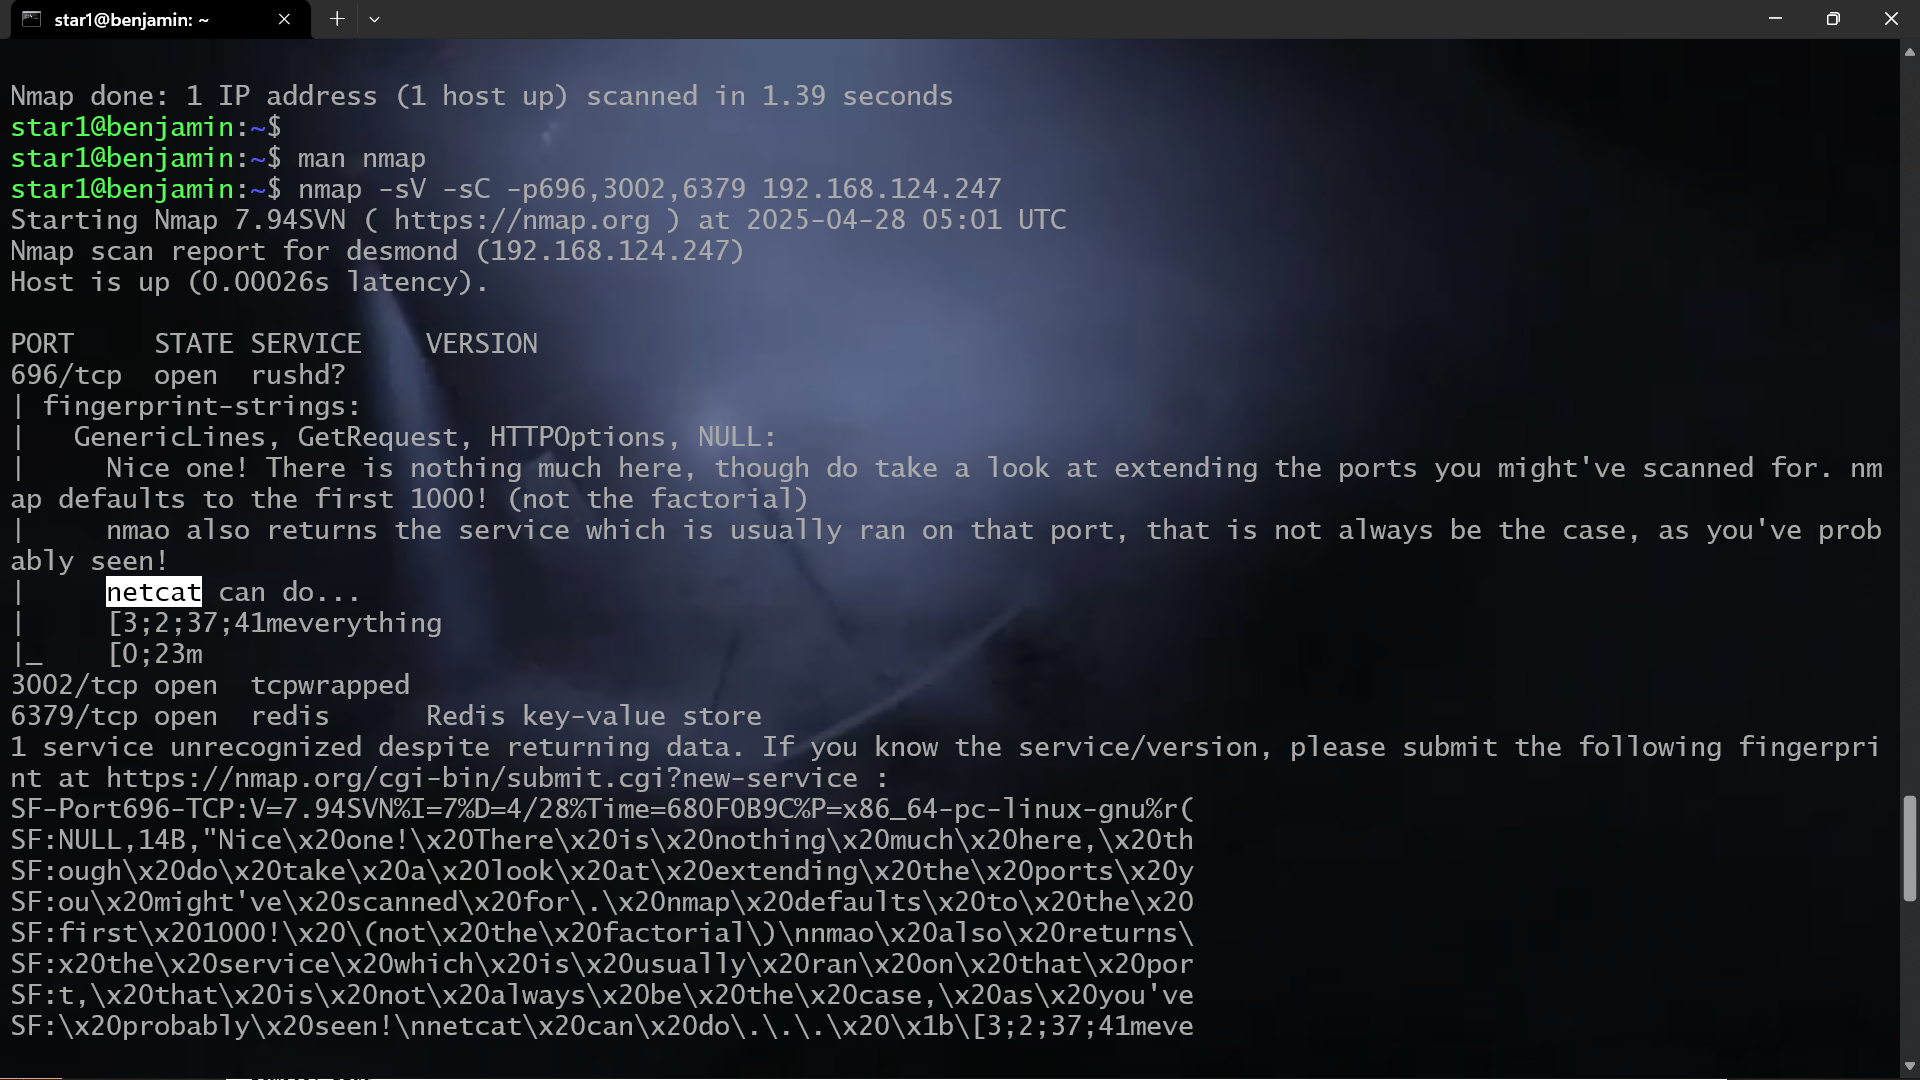 star1@benjamin: ~
Nmap done: 1 IP address (1 host up) scanned in 1.39 seconds
star1@benjamin:~$
star1@benjamin:~$ man nmap
star1@benjamin:~$ nmap -sV -sC -p696,3002,6379 192.168.124.247
Starting Nmap 7.94SVN ( https://nmap.org ) at 2025-04-28 05:01 UTC
Nmap scan report for desmond (192.168.124.247)
Host is up (0.00026s latency).
PORT     STATE SERVICE    VERSION
696/tcp  open  rushd?
| fingerprint-strings:
|   GenericLines, GetRequest, HTTPOptions, NULL:
|     Nice one! There is nothing much here, though do take a look at extending the ports you might've scanned for. nm
ap defaults to the first 1000! (not the factorial)
|     nmao also returns the service which is usually ran on that port, that is not always be the case, as you've prob
ably seen!
|     netcat can do...
|     [3;2;37;41meverything
|_    [0;23m
3002/tcp open  tcpwrapped
6379/tcp open  redis      Redis key-value store
1 service unrecognized despite returning data. If you know the service/version, please submit the following fingerpri
nt at https://nmap.org/cgi-bin/submit.cgi?new-service :
SF-Port696-TCP:V=7.94SVN%I=7%D=4/28%Time=680F0B9C%P=x86_64-pc-linux-gnu%r(
SF:NULL,14B,"Nice\x20one!\x20There\x20is\x20nothing\x20much\x20here,\x20th
SF:ough\x20do\x20take\x20a\x20look\x20at\x20extending\x20the\x20ports\x20y
SF:ou\x20might've\x20scanned\x20for\.\x20nmap\x20defaults\x20to\x20the\x20
SF:first\x201000!\x20\(not\x20the\x20factorial\)\nnmao\x20also\x20returns\
SF:x20the\x20service\x20which\x20is\x20usually\x20ran\x20on\x20that\x20por
SF:t,\x20that\x20is\x20not\x20always\x20be\x20the\x20case,\x20as\x20you've
SF:\x20probably\x20seen!\nnetcat\x20can\x20do\.\.\.\x20\x1b\[3;2;37;41meve